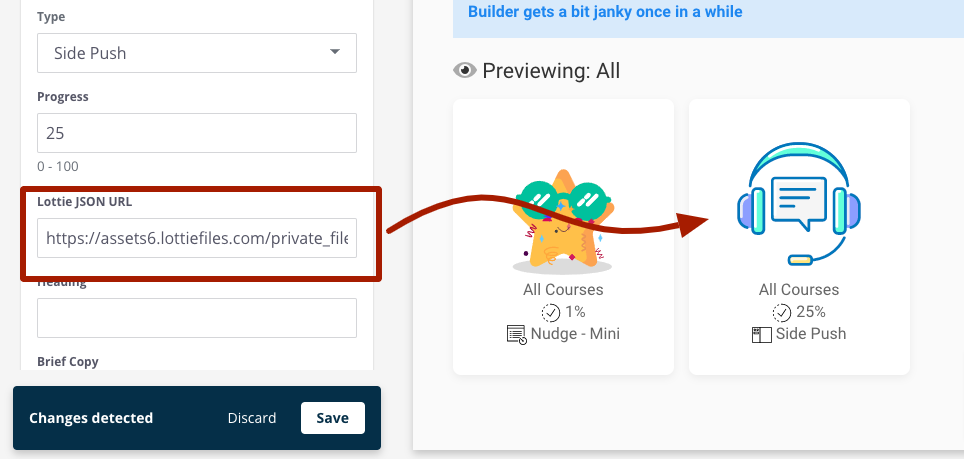 Type
Side Push
Progress
25
0 - 100
Lottie JSON URL
https://assets6.lottiefiles.com/private_file
Heading
Brief Copy
Changes detected
Discard
Save
Builder gets a bit janky once in a while
Previewing: All
All Courses
1%
Nudge - Mini
All Courses
25%
Side Push